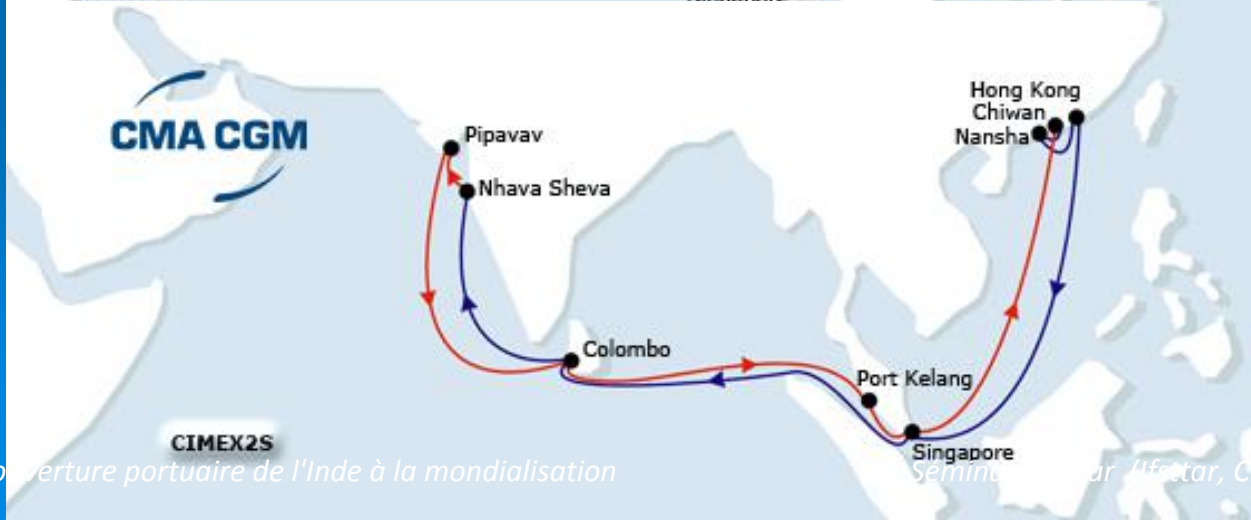 Hong Kong
Chiwan
Nansha
CMA CGM
Pipavav
Nhava Sheva
Colombo
Port Kelang
Singapore
CIMEX2S
verture portuaire de l'Inde à la mondialisation
(Ifsttar, C